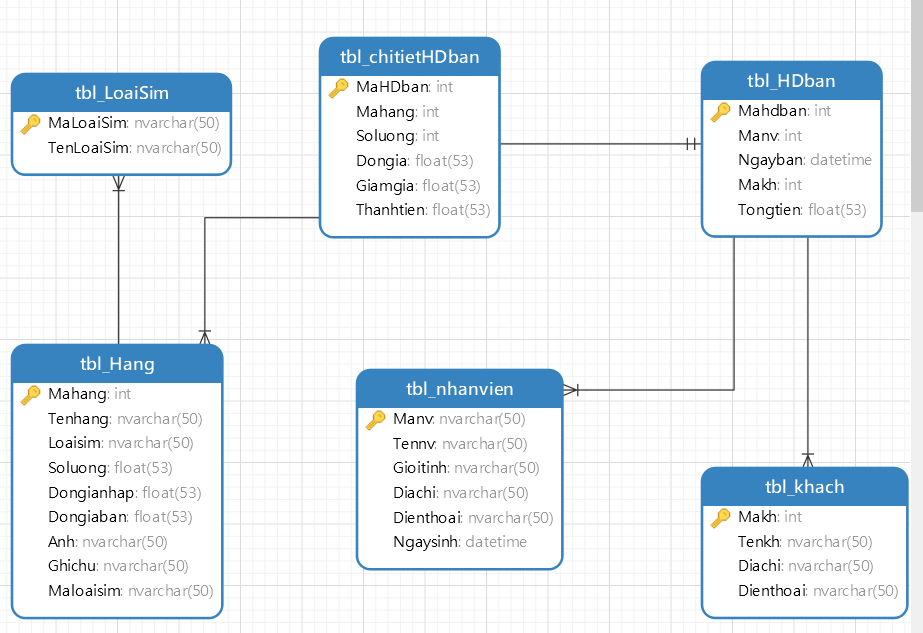 tbl_LoaiSim
MaLoaiSim: nvarchar(50)
TenLoaiSim: nvarchar(50)
tbl_chitietHDban
MaHDban: int
Mahang: int
Soluong: int
Dongia: float(53)
Giamgia: float(53)
Thanhtien: float(53)
tbl_HDban
Mahdban: int
Manv: int
Ngayban: datetime
Makh: int
Tongtien: float(53)
tbl_Hang
Mahang: int
Tenhang: nvarchar(50)
Loaisim: nvarchar(50)
Soluong: float(53)
Dongianhap: float(53)
Dongiaban: float(53)
Anh: nvarchar(50)
Ghichu: nvarchar(50)
Maloaisim: nvarchar(50)
tbl_nhanvien
Manv: nvarchar(50)
Tennv: nvarchar(50)
Gioitinh: nvarchar(50)
Diachi: nvarchar(50)
Dienthoai: nvarchar(50)
Ngaysinh: datetime
tbl_khach
Makh: int
Tenkh: nvarchar(50)
Diachi: nvarchar(50)
Dienthoai: nvarchar(50)